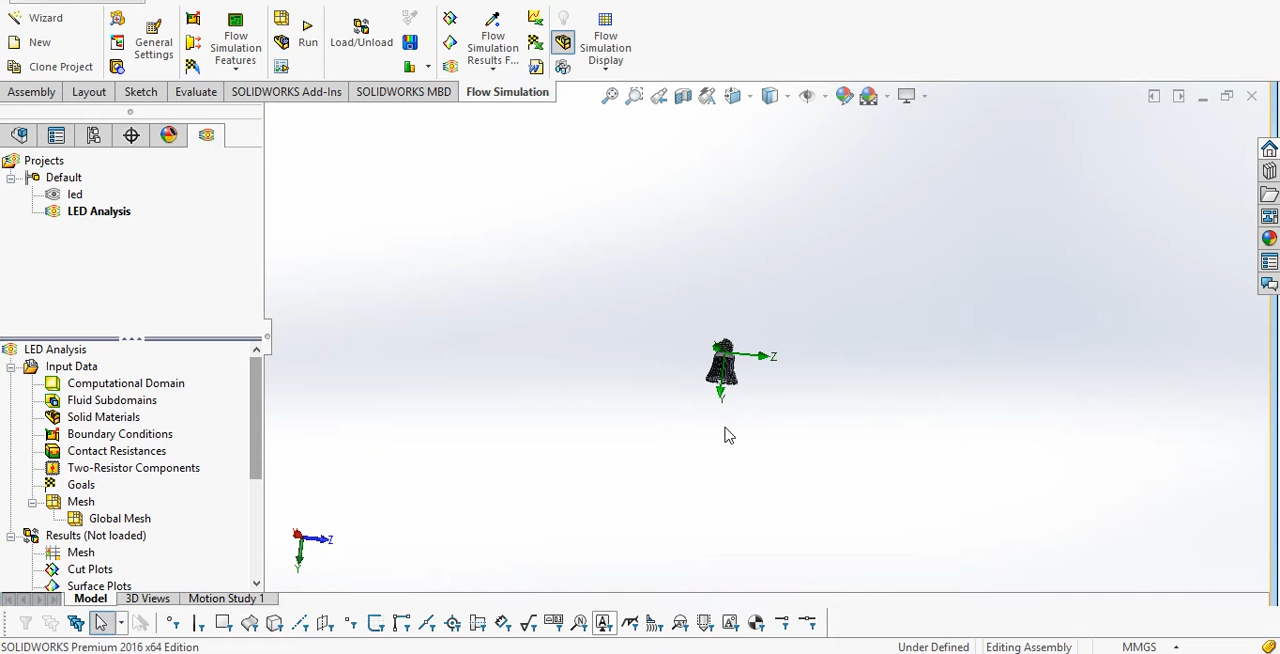 Wizard
New
Clone Project
General
Settings
Flow
Simulation
Features
Run
Load/Unload
Flow
Simulation
Results F...
Flow
Simulation
Display
Assembly
Layout
Sketch
Evaluate
SOLIDWORKS Add-Ins
SOLIDWORKS MBD
Flow Simulation
Projects
Default
led
LED Analysis
LED Analysis
Input Data
Computational Domain
Fluid Subdomains
Solid Materials
Boundary Conditions
Contact Resistances
Two-Resistor Components
Goals
Mesh
Global Mesh
Results (Not loaded)
Mesh
Cut Plots
Surface Plots
Z
Y
Z
Y
Model
3D Views
Motion Study 1
SOLIDWORKS Premium 2016 x64 Edition
Under Defined
Editing Assembly
MMGS